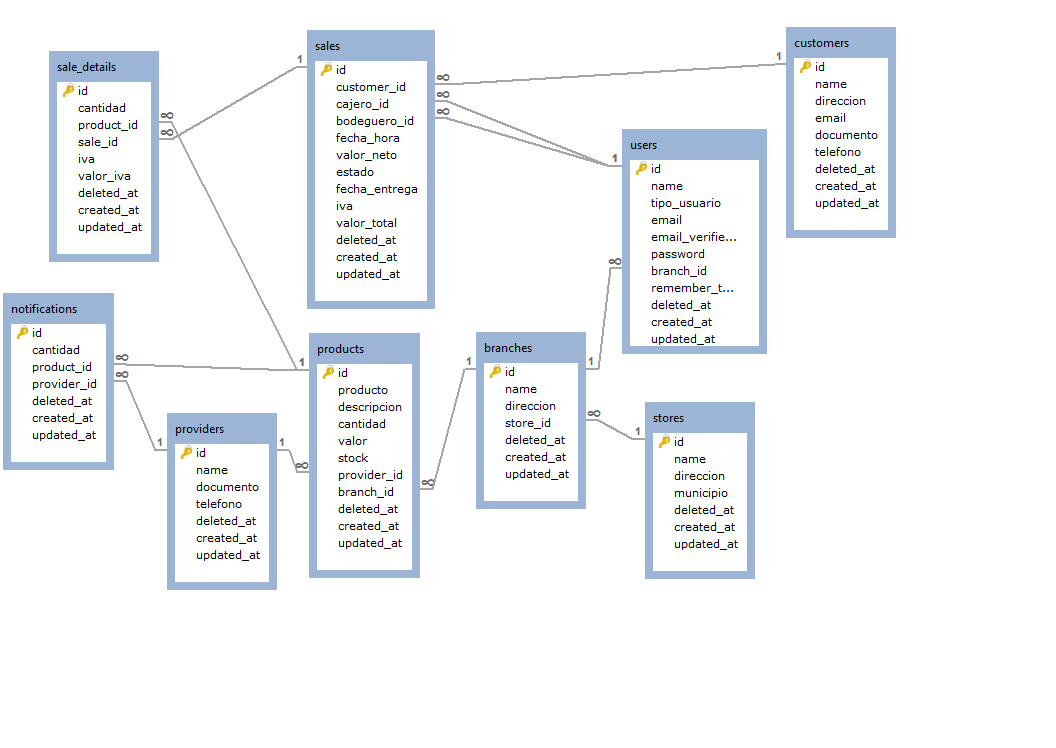 sale_details
id
cantidad
product_id
sale_id
iva
valor_iva
deleted_at
created_at
updated_at
sales
id
customer_id
cajero_id
bodeguero_id
fecha_hora
valor_neto
estado
fecha_entrega
iva
valor_total
deleted_at
created_at
updated_at
customers
id
name
direccion
email
documento
telefono
deleted_at
created_at
updated_at
users
id
name
tipo_usuario
email
email_verifie...
password
branch_id
remember_t...
deleted_at
created_at
updated_at
notifications
id
cantidad
product_id
provider_id
deleted_at
created_at
updated_at
providers
id
name
documento
telefono
deleted_at
created_at
updated_at
products
id
producto
descripcion
cantidad
valor
stock
provider_id
branch_id
deleted_at
created_at
updated_at
branches
id
name
direccion
store_id
deleted_at
created_at
updated_at
stores
id
name
direccion
municipio
deleted_at
created_at
updated_at
1
1
1
1
1
1
1
1
1